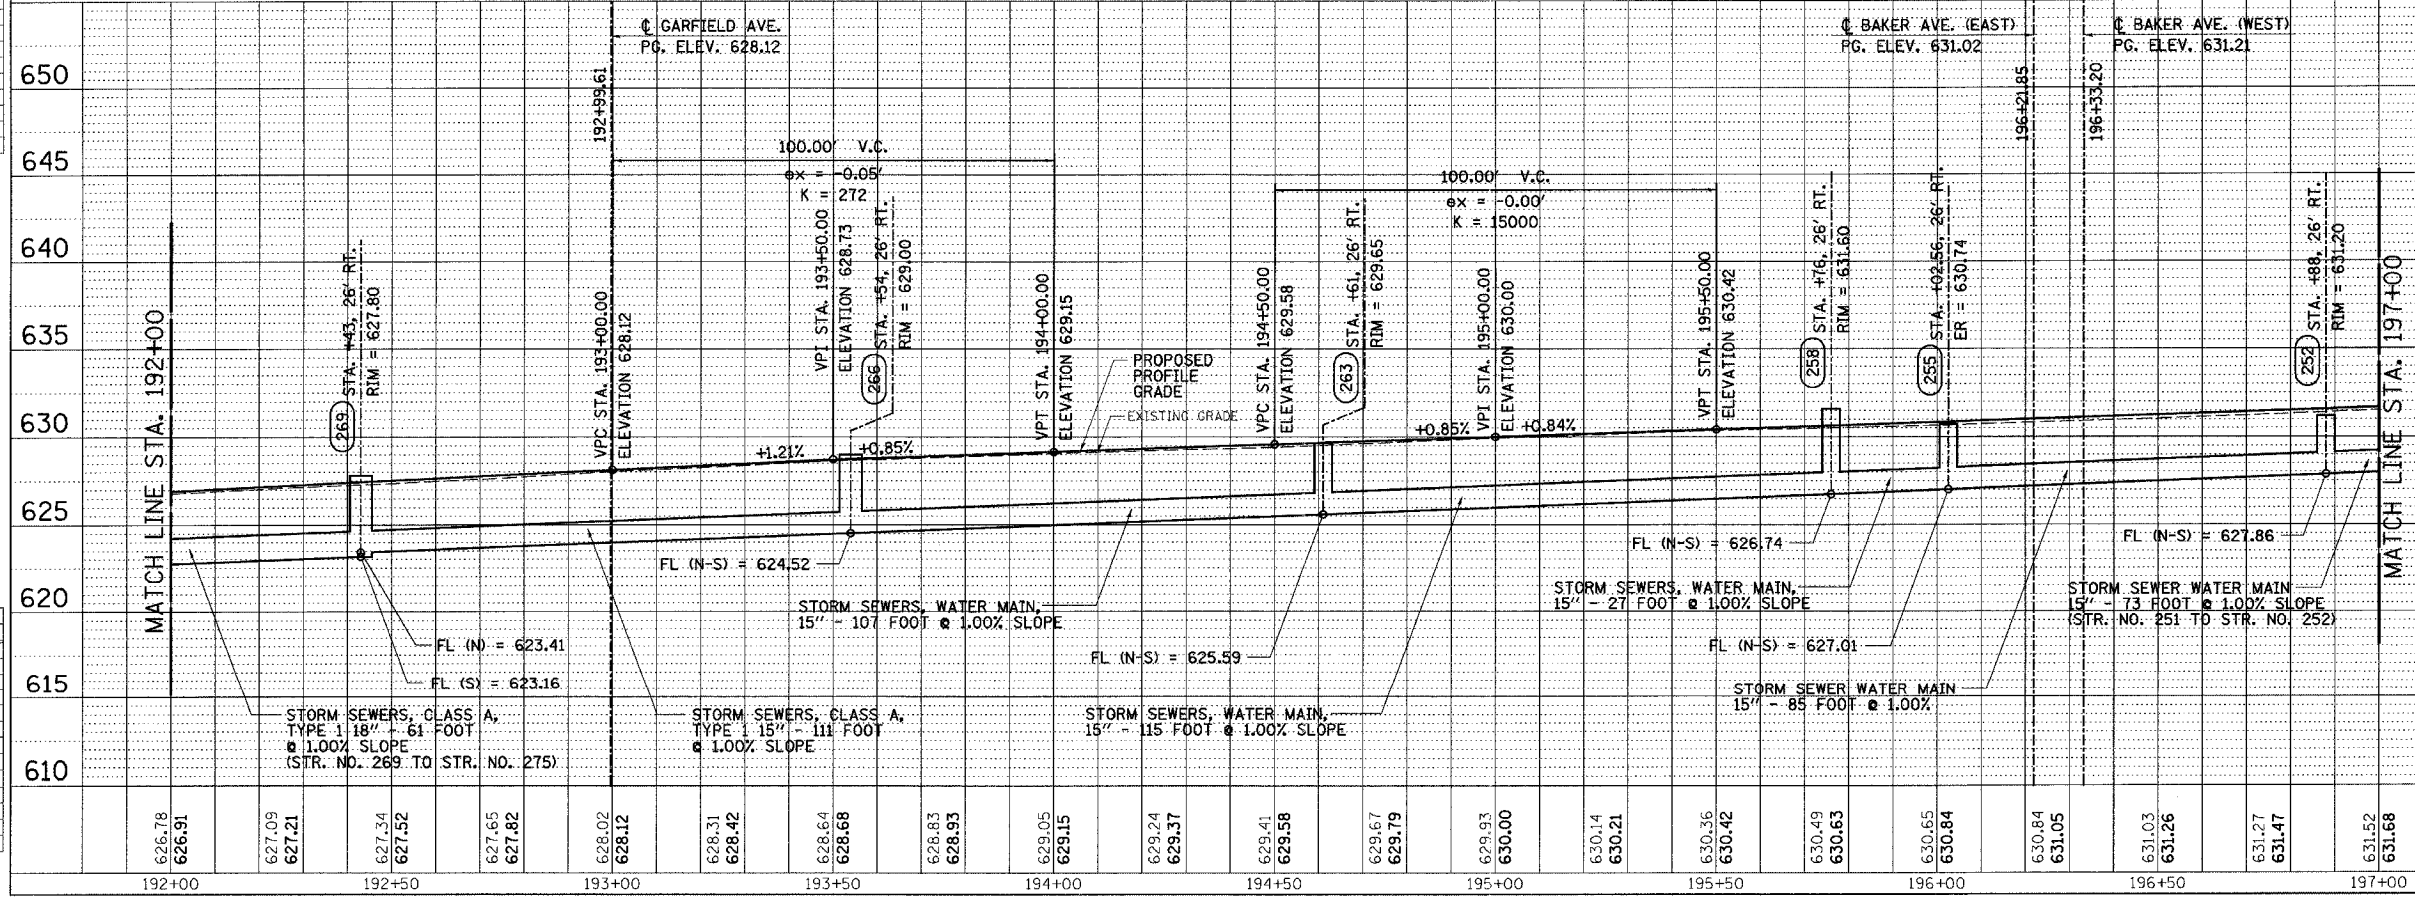 ℄ GARFIELD AVE.
PG. ELEV. 628.12
192+99.61
℄ BAKER AVE. (EAST)
PG. ELEV. 631.02
196+21.85
℄ BAKER AVE. (WEST)
PG. ELEV. 631.21
196+33.20
650
645
640
635
630
625
620
615
610
100.00' V.C.
ex = -0.05'
K = 272
100.00' V.C.
ex = -0.00'
K = 15000
MATCH LINE STA. 192+00
269
STA. +43, 26' RT.
RIM = 627.80
VPC STA. 193+00.00
ELEVATION 628.12
VPI STA. 193+50.00
ELEVATION 628.73
266
STA. +54, 26' RT.
RIM = 629.00
VPT STA. 194+00.00
ELEVATION 629.15
PROPOSED
PROFILE
GRADE
EXISTING GRADE
VPC STA. 194+50.00
ELEVATION 629.58
263
STA. +61, 26' RT.
RIM = 629.65
VPI STA. 195+00.00
ELEVATION 630.00
VPT STA. 195+50.00
ELEVATION 630.42
258
STA. +76, 26' RT.
RIM = 631.60
255
STA. +02.56, 26' RT.
ER = 630.74
252
STA. +88, 26' RT.
RIM = 631.20
MATCH LINE STA. 197+00
+1.21%
+0.85%
+0.85%
+0.84%
FL (N-S) = 624.52
FL (N-S) = 626.74
FL (N-S) = 627.86
STORM SEWERS, WATER MAIN,
15" - 107 FOOT @ 1.00% SLOPE
STORM SEWERS, WATER MAIN,
15" - 27 FOOT @ 1.00% SLOPE
STORM SEWER WATER MAIN
15" - 73 FOOT @ 1.00% SLOPE
(STR. NO. 251 TO STR. NO. 252)
FL (N) = 623.41
FL (S) = 623.16
FL (N-S) = 625.59
FL (N-S) = 627.01
STORM SEWER WATER MAIN
15" - 85 FOOT @ 1.00%
STORM SEWERS, CLASS A,
TYPE 1 18" - 61 FOOT
@ 1.00% SLOPE
(STR. NO. 269 TO STR. NO. 275)
STORM SEWERS, CLASS A,
TYPE 1 15" - 111 FOOT
@ 1.00% SLOPE
STORM SEWERS, WATER MAIN,
15" - 115 FOOT @ 1.00% SLOPE
626.78
626.91
627.09
627.21
627.34
627.52
627.65
627.82
628.02
628.12
628.31
628.42
628.64
628.68
628.83
628.93
629.05
629.15
629.24
629.37
629.41
629.58
629.67
629.79
629.93
630.00
630.14
630.21
630.36
630.42
630.49
630.63
630.65
630.84
630.84
631.05
631.03
631.26
631.27
631.47
631.52
631.68
192+00
192+50
193+00
193+50
194+00
194+50
195+00
195+50
196+00
196+50
197+00